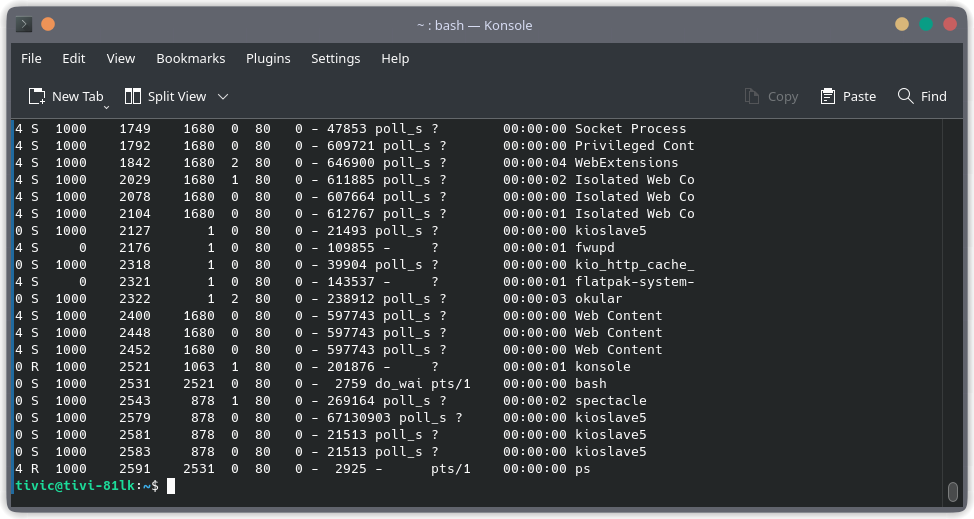 ~ : bash — Konsole
File Edit View Bookmarks Plugins Settings Help
New Tab Split View Copy Paste Find
4 S  1000    1749    1680  0  80   0 - 47853 poll_s ?        00:00:00 Socket Process
4 S  1000    1792    1680  0  80   0 - 609721 poll_s ?       00:00:00 Privileged Cont
4 S  1000    1842    1680  2  80   0 - 646900 poll_s ?       00:00:04 WebExtensions
4 S  1000    2029    1680  1  80   0 - 611885 poll_s ?       00:00:02 Isolated Web Co
4 S  1000    2078    1680  0  80   0 - 607664 poll_s ?       00:00:00 Isolated Web Co
4 S  1000    2104    1680  0  80   0 - 612767 poll_s ?       00:00:01 Isolated Web Co
0 S  1000    2127       1  0  80   0 - 21493 poll_s ?        00:00:00 kioslave5
4 S     0    2176       1  0  80   0 - 109855 -     ?        00:00:01 fwupd
0 S  1000    2318       1  0  80   0 - 39904 poll_s ?        00:00:00 kio_http_cache_
4 S     0    2321       1  0  80   0 - 143537 -     ?        00:00:01 flatpak-system-
0 S  1000    2322       1  2  80   0 - 238912 poll_s ?       00:00:03 okular
4 S  1000    2400    1680  0  80   0 - 597743 poll_s ?       00:00:00 Web Content
4 S  1000    2448    1680  0  80   0 - 597743 poll_s ?       00:00:00 Web Content
4 S  1000    2452    1680  0  80   0 - 597743 poll_s ?       00:00:00 Web Content
0 R  1000    2521    1063  1  80   0 - 201876 -     ?        00:00:01 konsole
0 S  1000    2531    2521  0  80   0 -  2759 do_wai pts/1    00:00:00 bash
0 S  1000    2543     878  1  80   0 - 269164 poll_s ?       00:00:02 spectacle
0 S  1000    2579     878  0  80   0 - 67130903 poll_s ?     00:00:00 kioslave5
0 S  1000    2581     878  0  80   0 - 21513 poll_s ?        00:00:00 kioslave5
0 S  1000    2583     878  0  80   0 - 21513 poll_s ?        00:00:00 kioslave5
4 R  1000    2591    2531  0  80   0 -  2925 -      pts/1    00:00:00 ps
tivic@tivi-81lk:~$